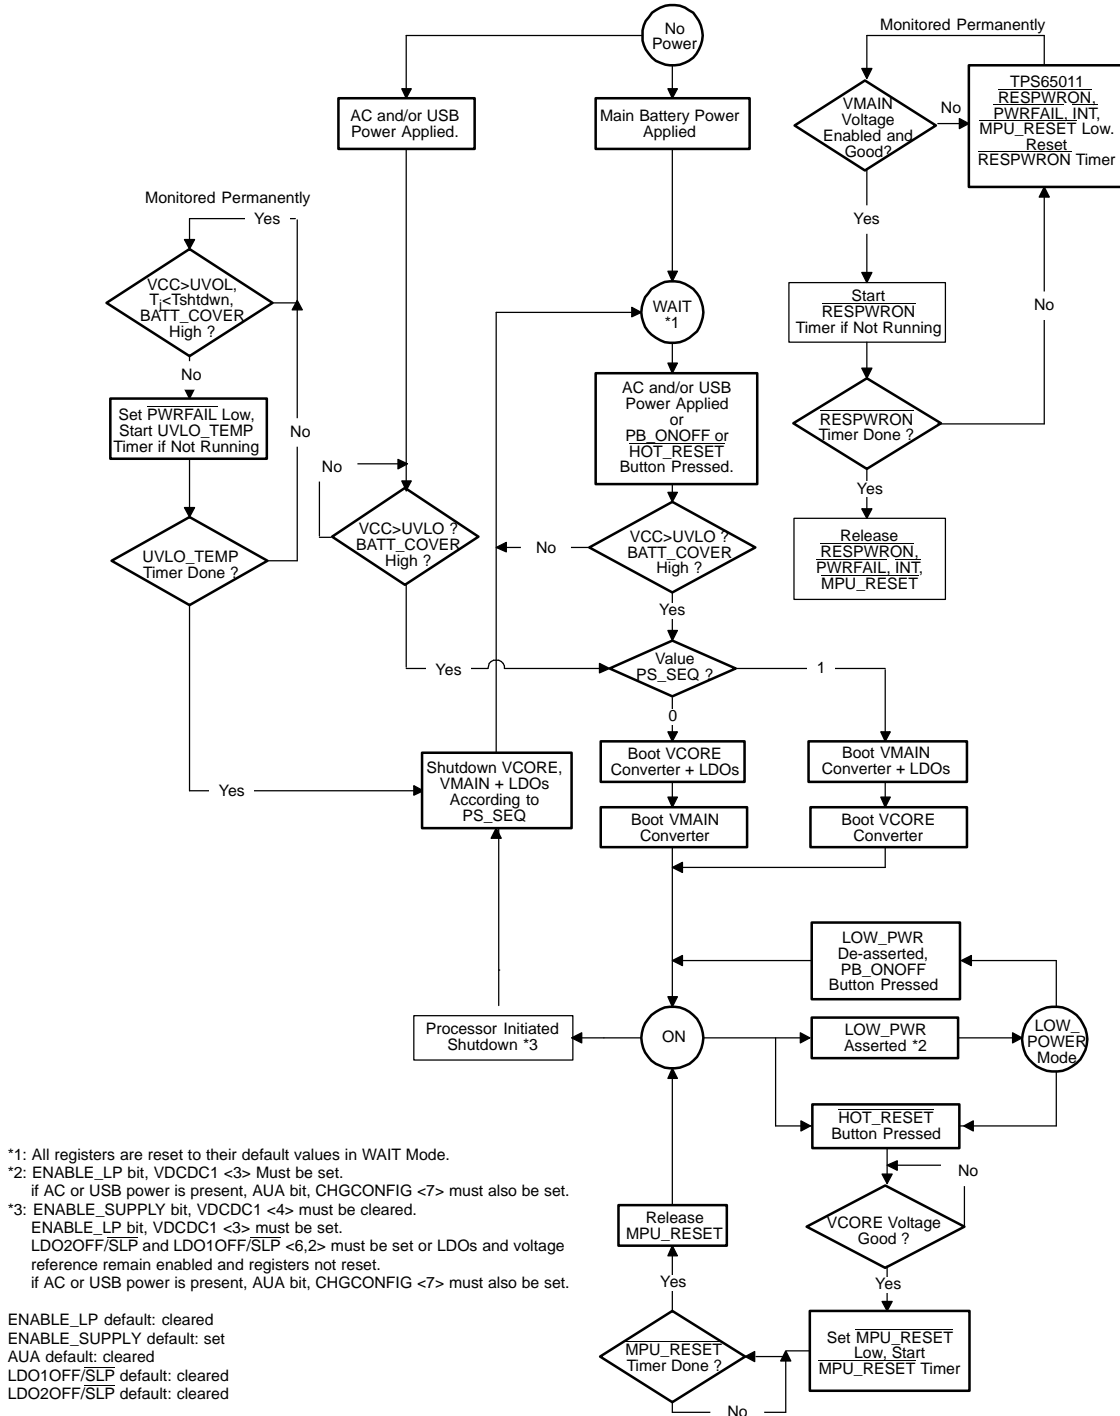 No
Power
AC and/or USB
Power Applied.
Main Battery Power
Applied
Monitored Permanently
VMAIN
Voltage
Enabled and
Good?
No
TPS65011
RESPWRON,
PWRFAIL, INT,
MPU_RESET Low.
Reset
RESPWRON Timer
Yes
Start
RESPWRON
Timer if Not Running
No
RESPWRON
Timer Done ?
Yes
Release
RESPWRON,
PWRFAIL, INT,
MPU_RESET
Monitored Permanently
Yes
VCC>UVOL,
Tj<Tshtdwn,
BATT_COVER
High ?
No
Set PWRFAIL Low,
Start UVLO_TEMP
Timer if Not Running
No
UVLO_TEMP
Timer Done ?
Yes
No
VCC>UVLO ?
BATT_COVER
High ?
Yes
WAIT
*1
AC and/or USB
Power Applied
or
PB_ONOFF or
HOT_RESET
Button Pressed.
VCC>UVLO ?
BATT_COVER
High ?
No
Yes
Value
PS_SEQ ?
1
0
Boot VCORE
Converter + LDOs
Boot VMAIN
Converter
Boot VMAIN
Converter + LDOs
Boot VCORE
Converter
Shutdown VCORE,
VMAIN + LDOs
According to
PS_SEQ
LOW_PWR
De-asserted,
PB_ONOFF
Button Pressed
Processor Initiated
Shutdown *3
ON
LOW_PWR
Asserted *2
LOW_
POWER
Mode
HOT_RESET
Button Pressed
No
VCORE Voltage
Good ?
Yes
Set MPU_RESET
Low, Start
MPU_RESET Timer
MPU_RESET
Timer Done ?
No
Yes
Release
MPU_RESET
*1: All registers are reset to their default values in WAIT Mode.
*2: ENABLE_LP bit, VDCDC1 <3> Must be set.
if AC or USB power is present, AUA bit, CHGCONFIG <7> must also be set.
*3: ENABLE_SUPPLY bit, VDCDC1 <4> must be cleared.
ENABLE_LP bit, VDCDC1 <3> must be set.
LDO2OFF/SLP and LDO1OFF/SLP <6,2> must be set or LDOs and voltage
reference remain enabled and registers not reset.
if AC or USB power is present, AUA bit, CHGCONFIG <7> must also be set.
ENABLE_LP default: cleared
ENABLE_SUPPLY default: set
AUA default: cleared
LDO1OFF/SLP default: cleared
LDO2OFF/SLP default: cleared